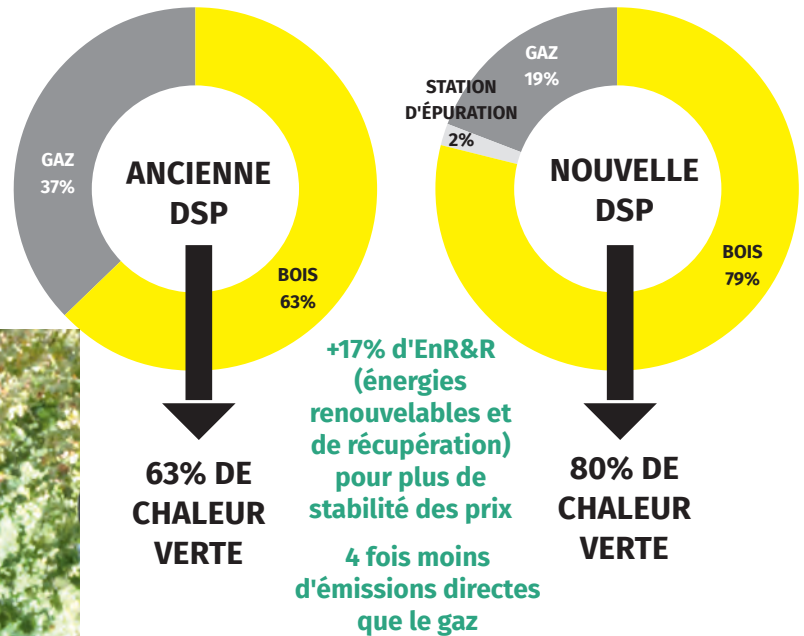 GAZ
37%
ANCIENNE
DSP
BOIS
63%
63% DE
CHALEUR
VERTE
GAZ
19%
STATION
D'ÉPURATION
2%
NOUVELLE
DSP
BOIS
79%
80% DE
CHALEUR
VERTE
+17% d'EnR&R
(énergies
renouvelables et
de récupération)
pour plus de
stabilité des prix
4 fois moins
d'émissions directes
que le gaz